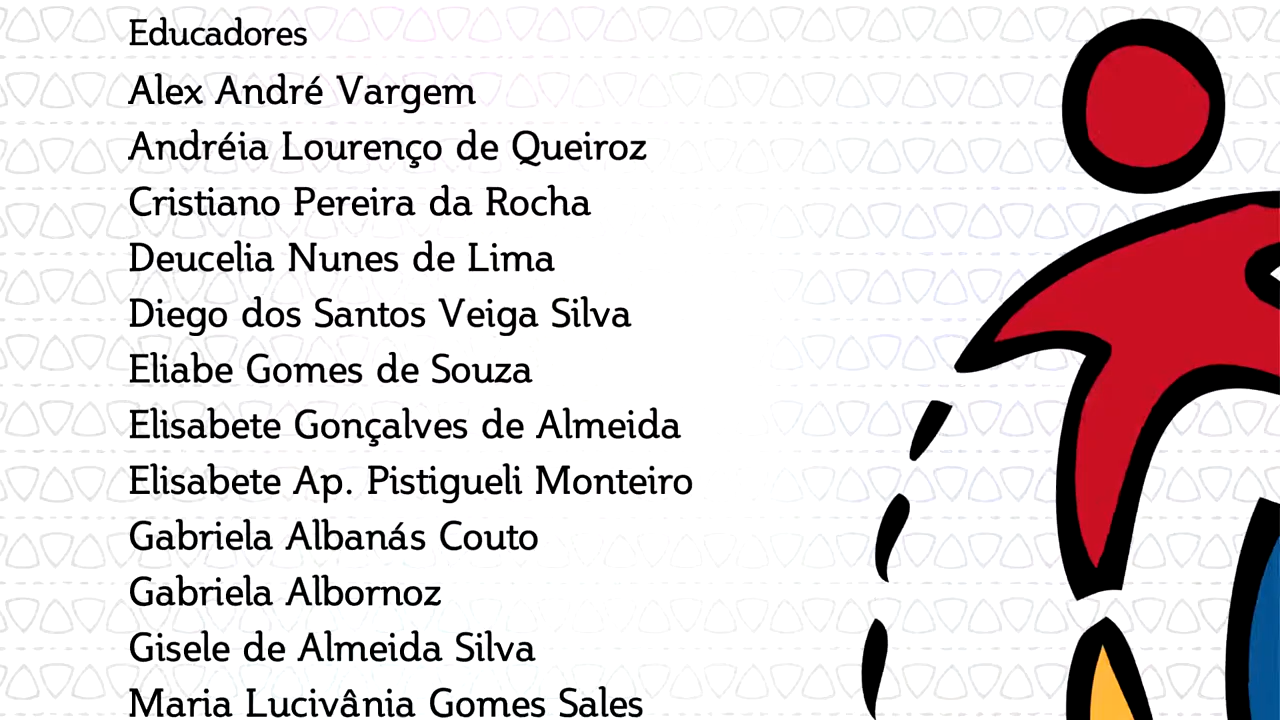 Educadores
Alex André Vargem
Andréia Lourenço de Queiroz
Cristiano Pereira da Rocha
Deucelia Nunes de Lima
Diego dos Santos Veiga Silva
Eliabe Gomes de Souza
Elisabete Gonçalves de Almeida
Elisabete Ap. Pistigueli Monteiro
Gabriela Albanás Couto
Gabriela Albornoz
Gisele de Almeida Silva
Maria Lucivânia Gomes Sales